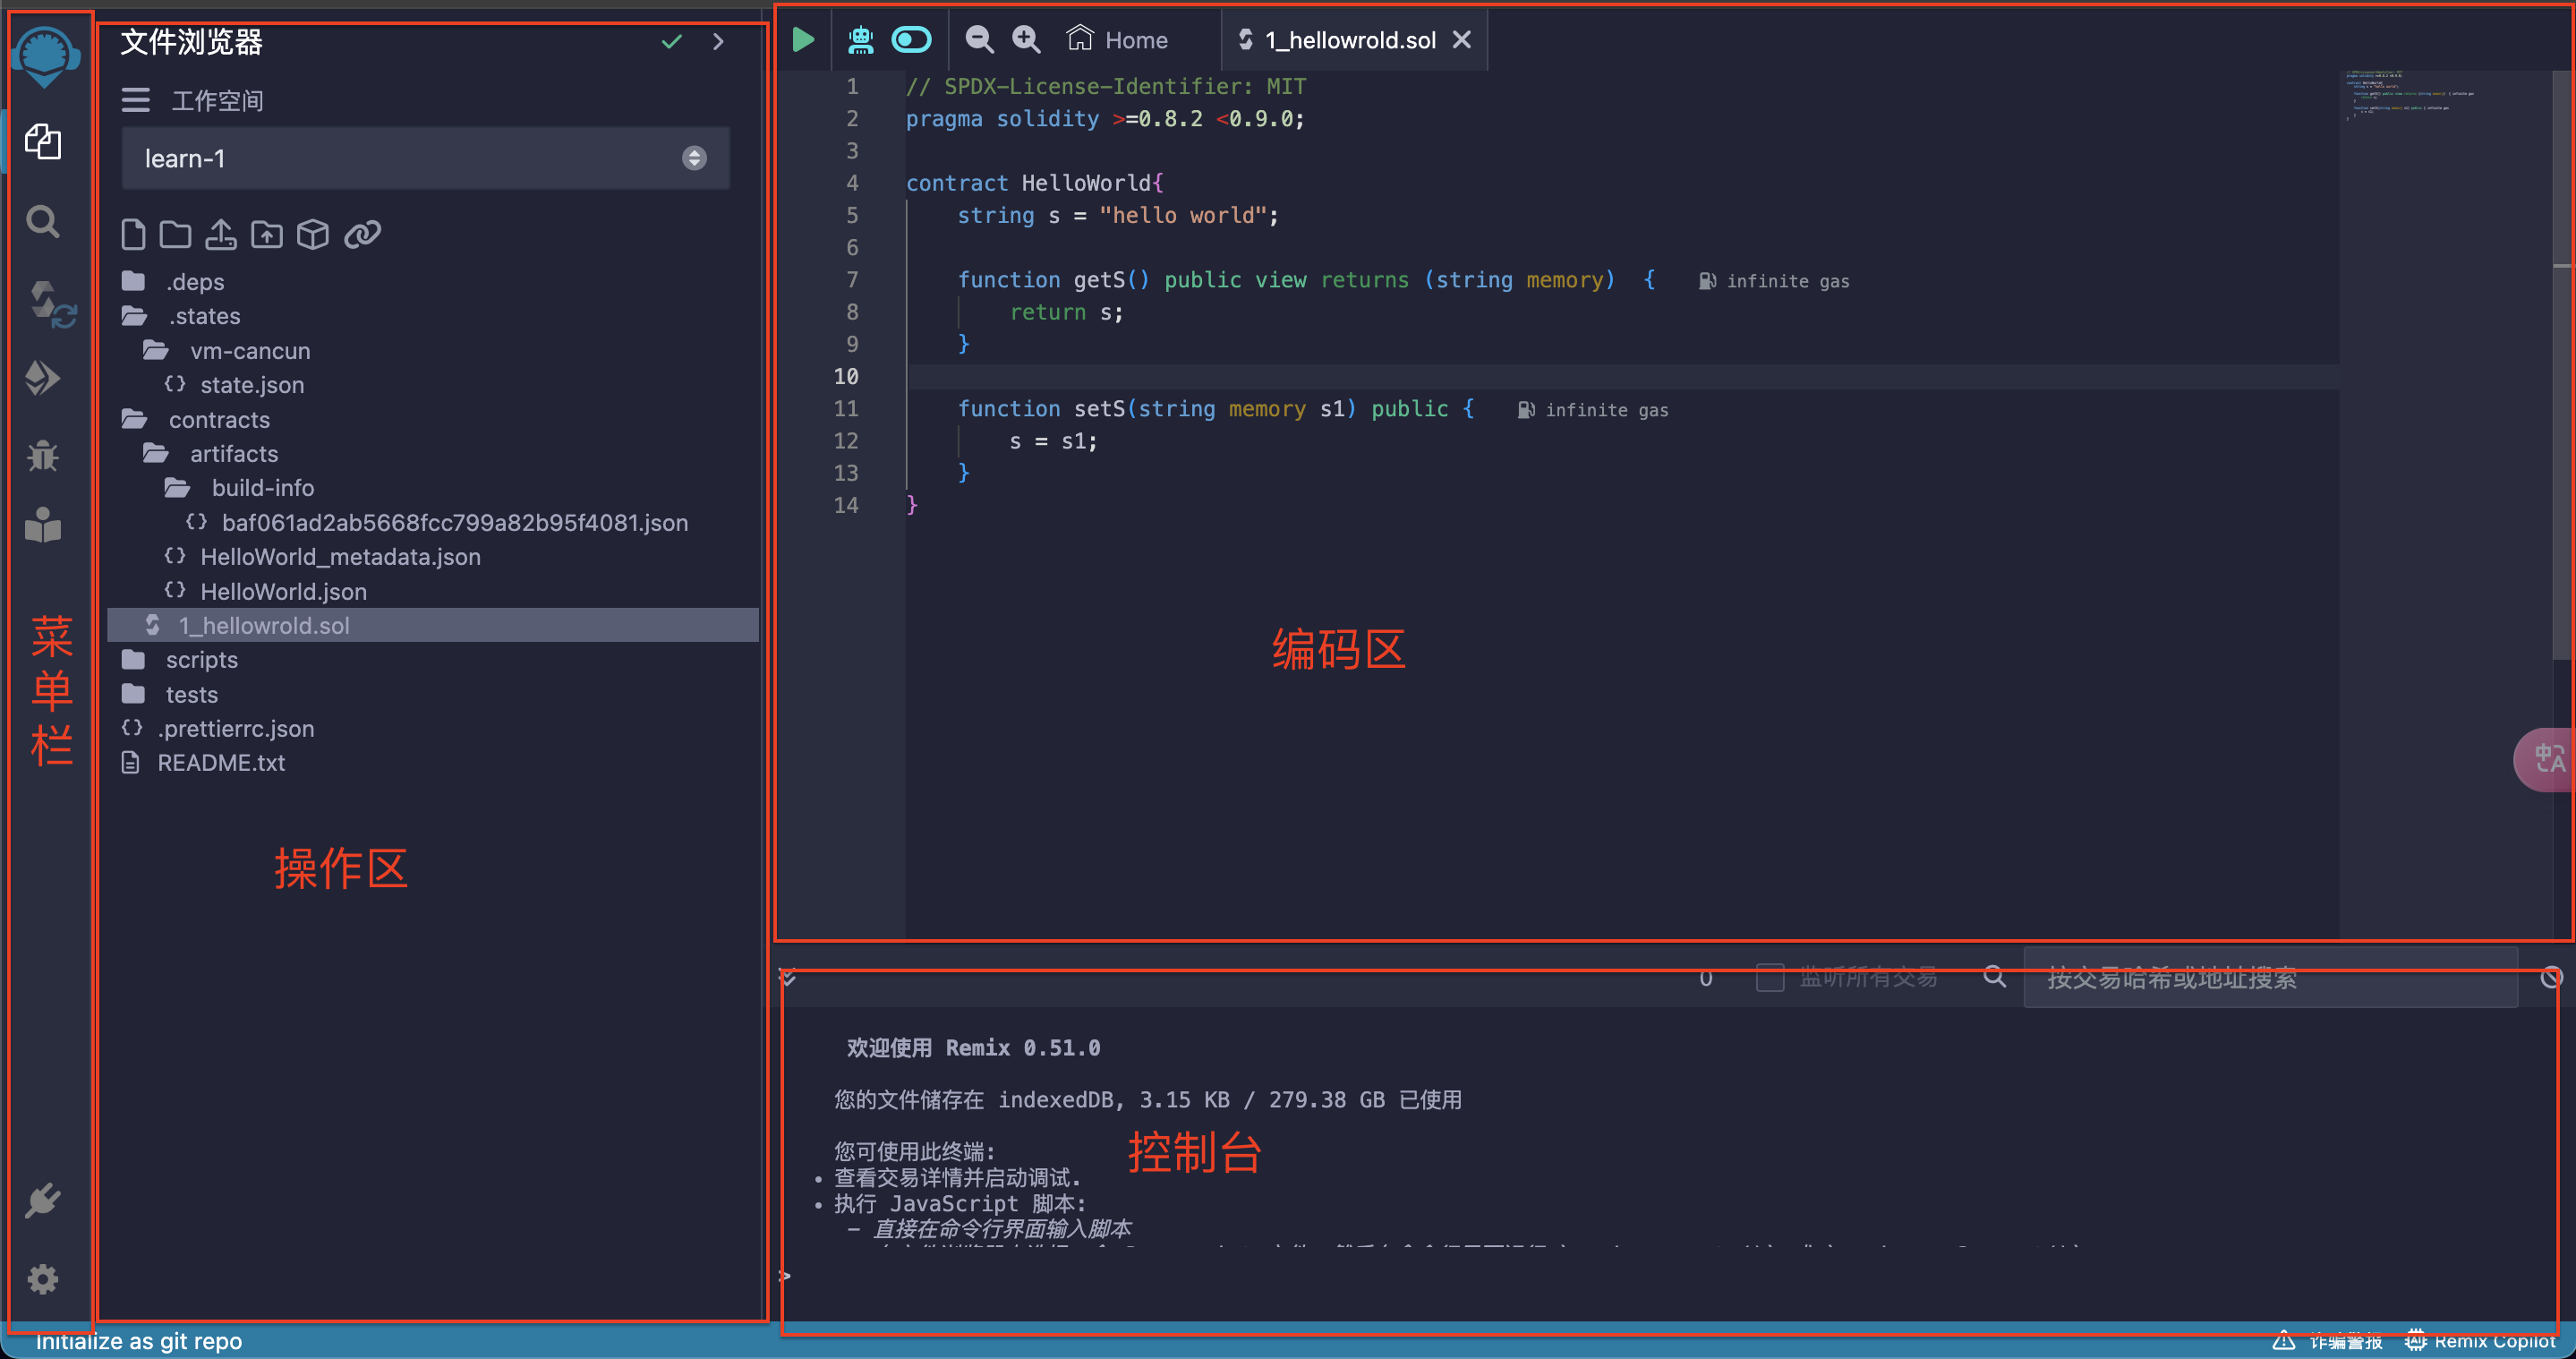 文件浏览器
工作空间
learn-1
.deps
.states
vm-cancun
{} state.json
contracts
artifacts
build-info
{} baf061ad2ab5668fcc799a82b95f4081.json
{} HelloWorld_metadata.json
{} HelloWorld.json
1_hellowrold.sol
scripts
tests
{} .prettierrc.json
README.txt
菜单栏
操作区
Home
1_hellowrold.sol
1 // SPDX-License-Identifier: MIT
2 pragma solidity >=0.8.2 <0.9.0;
3
4 contract HelloWorld{
5 string s = "hello world";
6
7 function getS() public view returns (string memory) { infinite gas
8 return s;
9 }
10
11 function setS(string memory s1) public { infinite gas
12 s = s1;
13 }
14 }
编码区
中A
0 监听所有交易 按交易哈希或地址搜索
欢迎使用 Remix 0.51.0
您的文件储存在 indexedDB, 3.15 KB / 279.38 GB 已使用
您可使用此终端:
• 查看交易详情并启动调试.
• 执行 JavaScript 脚本:
– 直接在命令行界面输入脚本
控制台
>
Initialize as git repo
诈骗警报 Remix Copilot